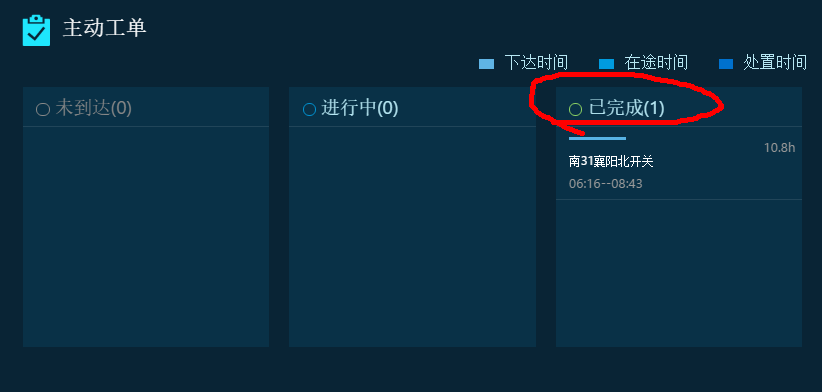 主动工单
下达时间 在途时间 处置时间
未到达(0) 进行中(0) 已完成(1)
10.8h
南31襄阳北开关
06:16--08:43